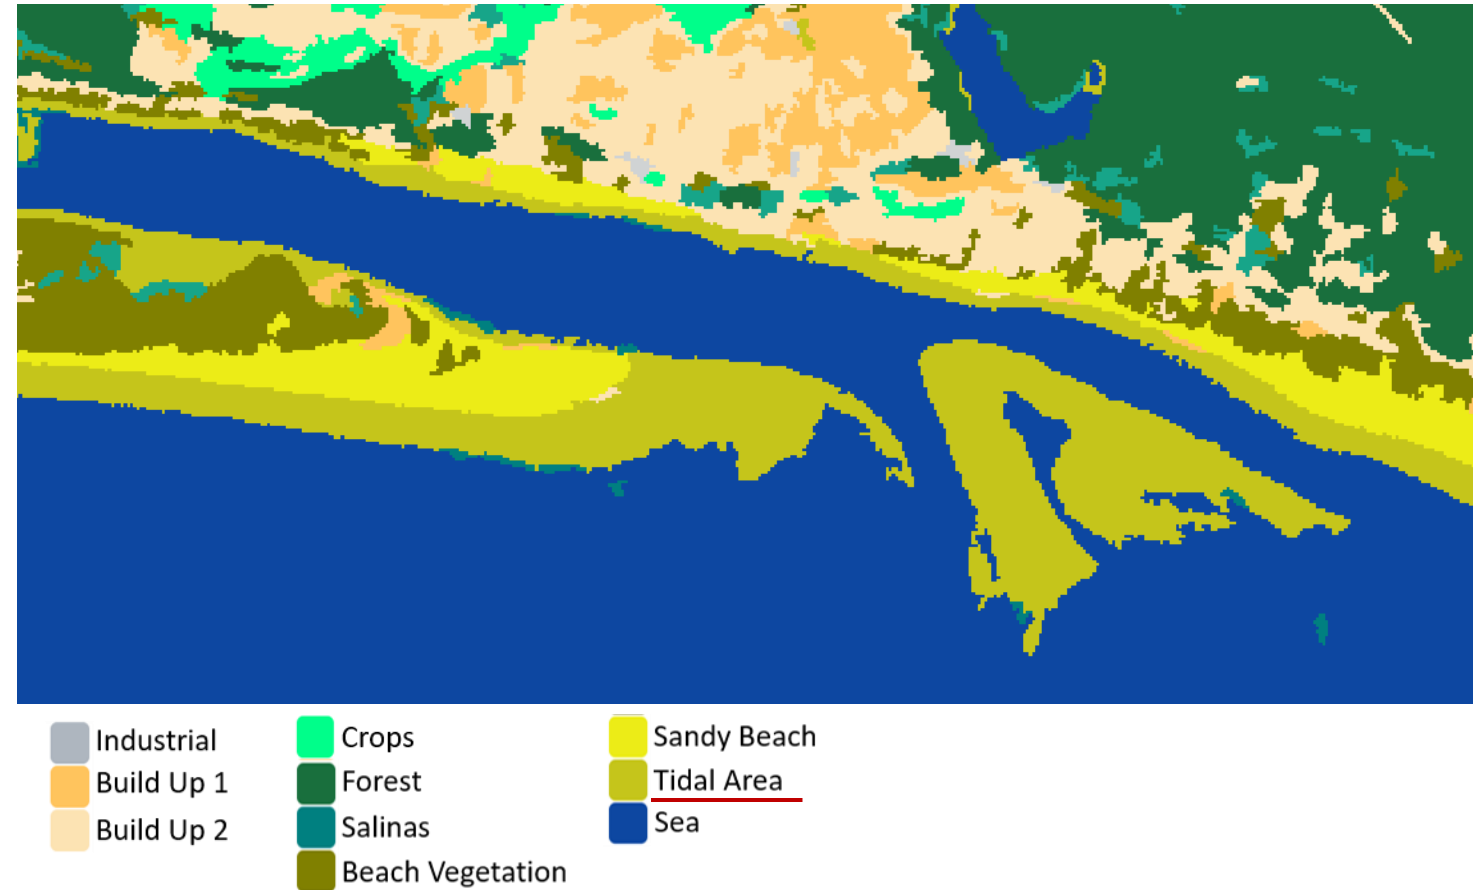 Industrial
Build Up 1
Build Up 2
Crops
Forest
Salinas
Beach Vegetation
Sandy Beach
Tidal Area
Sea